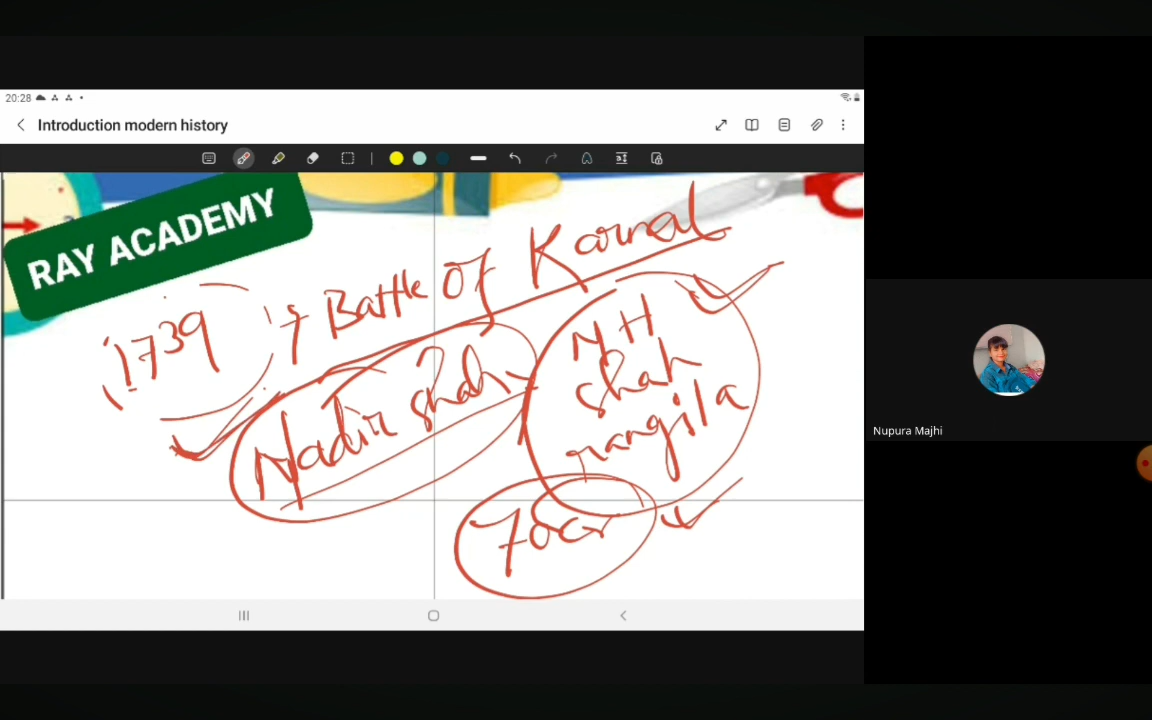 20:28
Introduction modern history
RAY ACADEMY
1739 → Battle Of Karnal
Nadir Shah
MH
Shah
rangila
70cr
Nupura Majhi